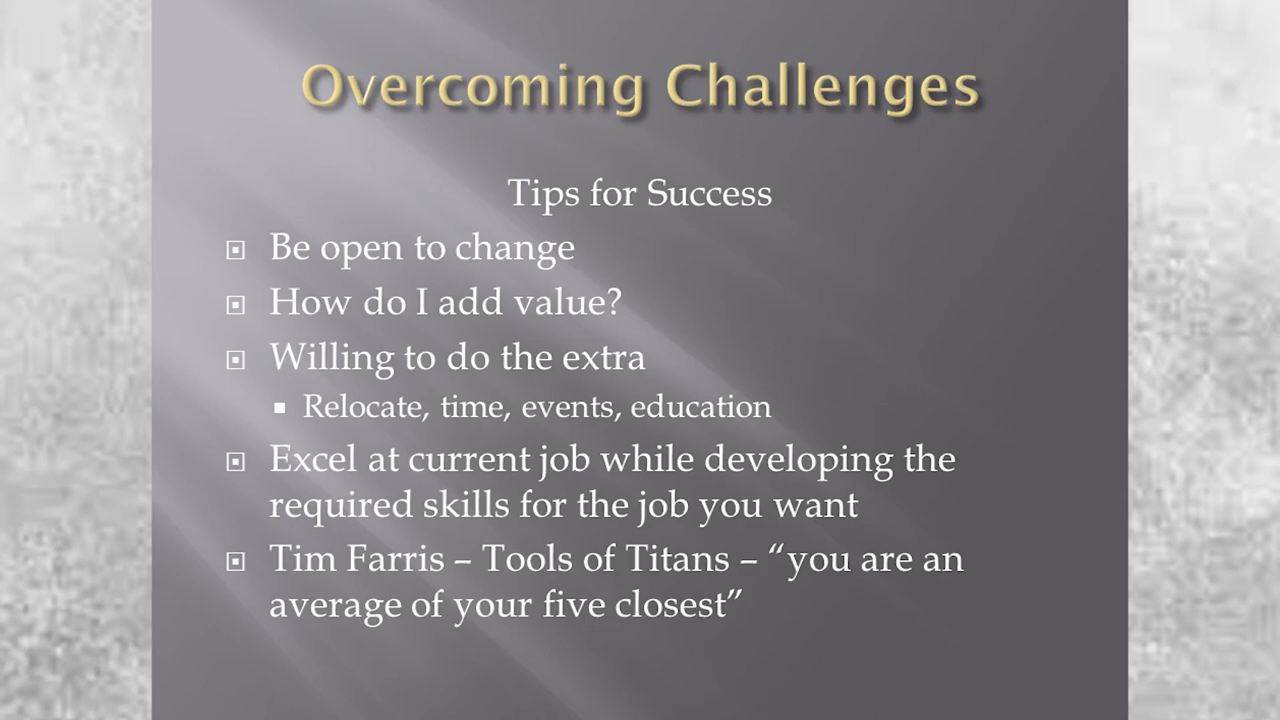 Overcoming Challenges
Tips for Success
Be open to change
How do I add value?
Willing to do the extra
Relocate, time, events, education
Excel at current job while developing the
required skills for the job you want
Tim Farris – Tools of Titans – “you are an
average of your five closest”